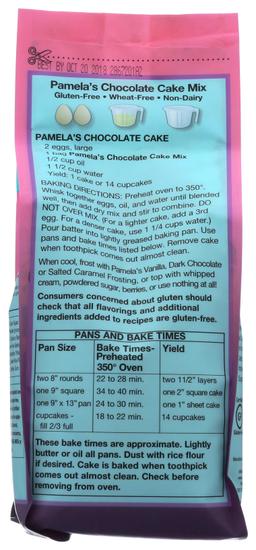 BEST BY OCT 20 2018 286720182
Pamela's Chocolate Cake Mix
Gluten-Free • Wheat-Free • Non-Dairy
PAMELA'S CHOCOLATE CAKE
2 eggs, large
1 bag Pamela's Chocolate Cake Mix
1/2 cup oil
1 1/2 cup water
Yield: 1 cake or 14 cupcakes
BAKING DIRECTIONS: Preheat oven to 350°.
Whisk together eggs, oil, and water until blended
well, then add dry mix and stir to combine. DO
NOT OVER MIX. (For a lighter cake, add a 3rd
egg. For a denser cake, use 1 1/4 cups water.)
Pour batter into lightly greased baking pan. Use
pans and bake times listed below. Remove cake
when toothpick comes out almost clean.
When cool, frost with Pamela's Vanilla, Dark Chocolate
or Salted Caramel Frosting, or top with whipped
cream, powdered sugar, berries, or use nothing at all!
Consumers concerned about gluten should
check that all flavorings and additional
ingredients added to recipes are gluten-free.
PANS AND BAKE TIMES
Pan Size Bake Times- Yield
Preheated
350° Oven
two 8" rounds 22 to 28 min. two 11/2" layers
one 9" square 34 to 40 min. one 2" square cake
one 9" x 13" pan 24 to 30 min. one 1" sheet cake
cupcakes - 18 to 22 min. 14 cupcakes
fill 2/3 full
These bake times are approximate. Lightly
butter or oil all pans. Dust with rice flour
if desired. Cake is baked when toothpick
comes out almost clean. Check before
removing from oven.